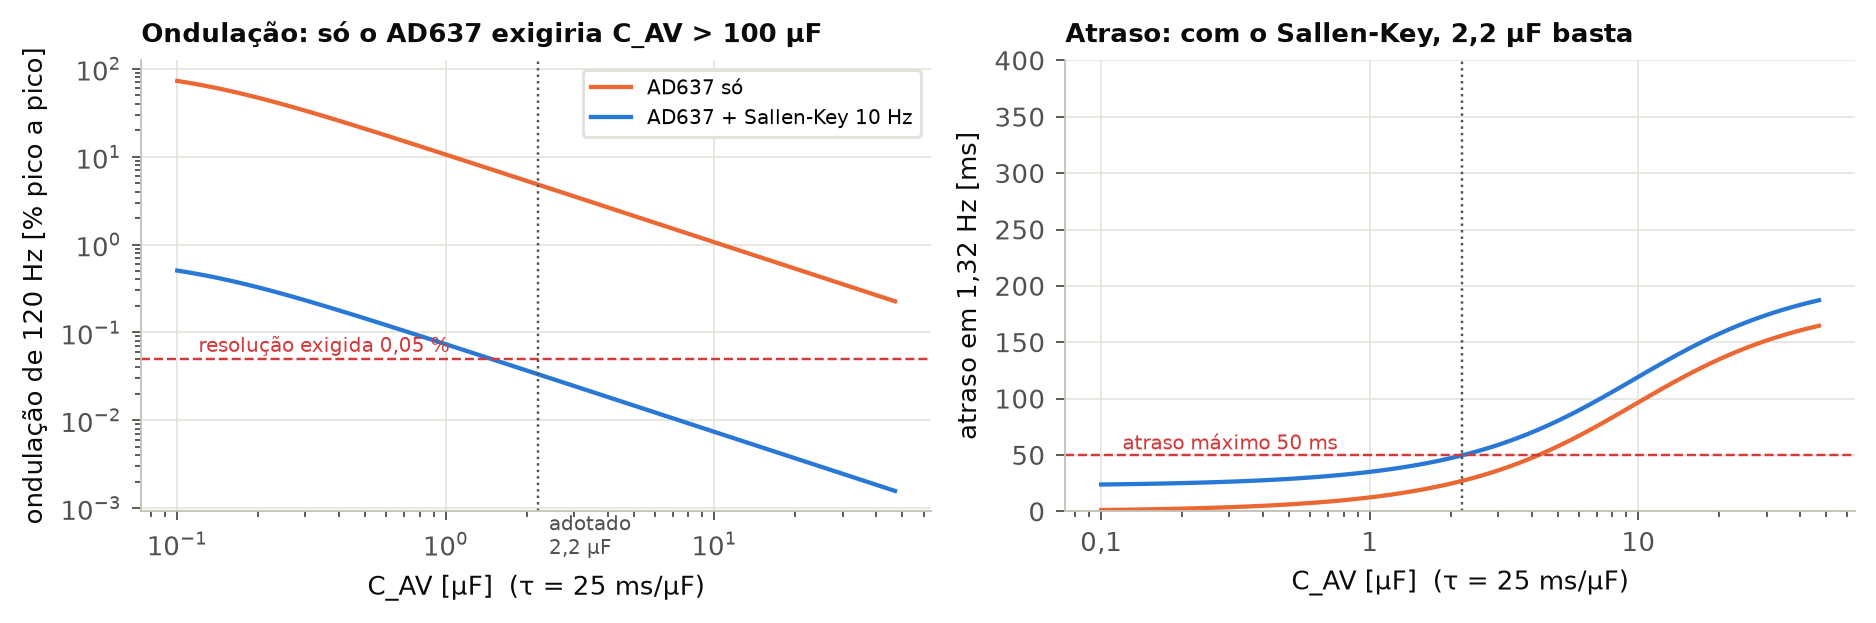 Ondulação: só o AD637 exigiria C_AV > 100 µF
ondulação de 120 Hz [% pico a pico]
10²
10¹
10⁰
10⁻¹
10⁻²
10⁻³
AD637 só
AD637 + Sallen-Key 10 Hz
resolução exigida 0,05 %
adotado
2,2 µF
10⁻¹ 10⁰ 10¹
C_AV [µF]  (τ = 25 ms/µF)
Atraso: com o Sallen-Key, 2,2 µF basta
atraso em 1,32 Hz [ms]
400
350
300
250
200
150
100
50
0
atraso máximo 50 ms
0,1 1 10
C_AV [µF]  (τ = 25 ms/µF)